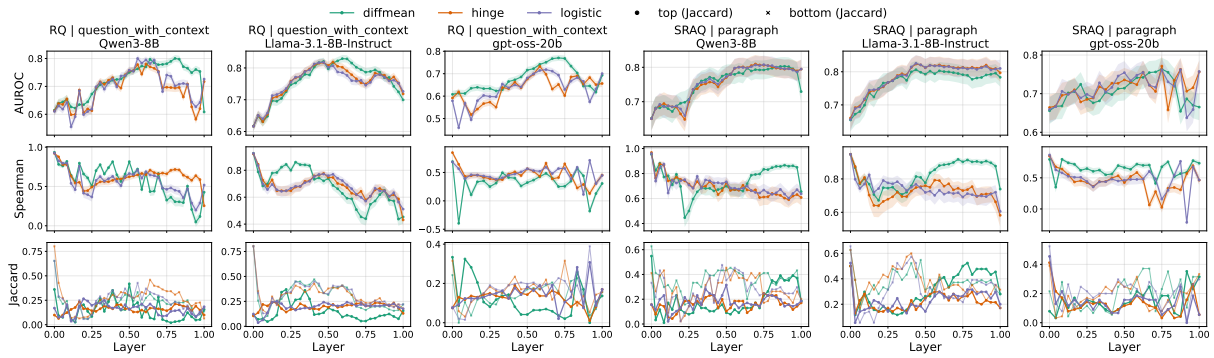 diffmean hinge logistic top (Jaccard) bottom (Jaccard)
RQ | question_with_context
Qwen3-8B
RQ | question_with_context
Llama-3.1-8B-Instruct
RQ | question_with_context
gpt-oss-20b
SRAQ | paragraph
Qwen3-8B
SRAQ | paragraph
Llama-3.1-8B-Instruct
SRAQ | paragraph
gpt-oss-20b
AUROC
0.8
0.7
0.6
0.8
0.7
0.6
0.8
0.7
0.6
0.5
0.8
0.7
0.8
0.7
0.8
0.7
0.6
Spearman
1.0
0.5
0.0
0.8
0.6
0.4
1.0
0.5
0.0
−0.5
1.0
0.8
0.6
0.4
0.8
0.6
0.5
0.0
Jaccard
0.75
0.50
0.25
0.00
0.75
0.50
0.25
0.00
0.4
0.2
0.0
0.6
0.4
0.2
0.0
0.6
0.4
0.2
0.4
0.2
0.0
0.00 0.25 0.50 0.75 1.00
0.00 0.25 0.50 0.75 1.00
0.00 0.25 0.50 0.75 1.00
0.00 0.25 0.50 0.75 1.00
0.00 0.25 0.50 0.75 1.00
0.00 0.25 0.50 0.75 1.00
Layer Layer Layer Layer Layer Layer